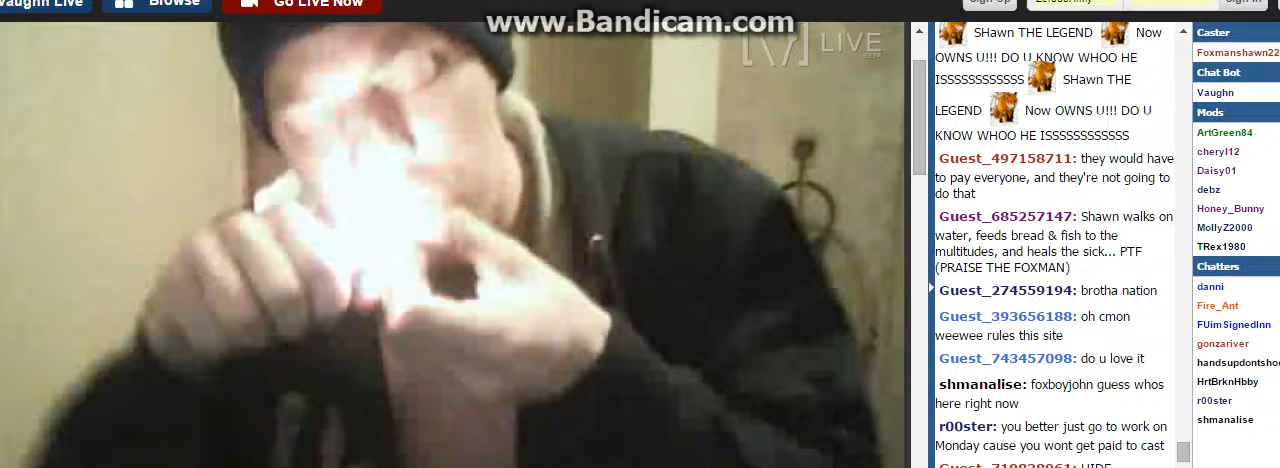 Vaughn Live
Browse
Go LIVE Now
Sign Up
Sign In
www.Bandicam.com
[V] LIVE
BETA
SHawn THE LEGEND Now
OWNS U!!! DO U KNOW WHOO HE
ISSSSSSSSSSSS SHawn THE
LEGEND Now OWNS U!!! DO U
KNOW WHOO HE ISSSSSSSSSSSS
Guest_497158711: they would have
to pay everyone, and they're not going to
do that
Guest_685257147: Shawn walks on
water, feeds bread & fish to the
multitudes, and heals the sick... PTF
(PRAISE THE FOXMAN)
Guest_274559194: brotha nation
Guest_393656188: oh cmon
weewee rules this site
Guest_743457098: do u love it
shmanalise: foxboyjohn guess whos
here right now
r00ster: you better just go to work on
Monday cause you wont get paid to cast
Caster
Foxmanshawn22
Chat Bot
Vaughn
Mods
ArtGreen84
cheryl12
Daisy01
debz
Honey_Bunny
MollyZ2000
TRex1980
Chatters
danni
Fire_Ant
FUimSignedInn
gonzariver
handsupdontshoo
HrtBrknHbby
r00ster
shmanalise